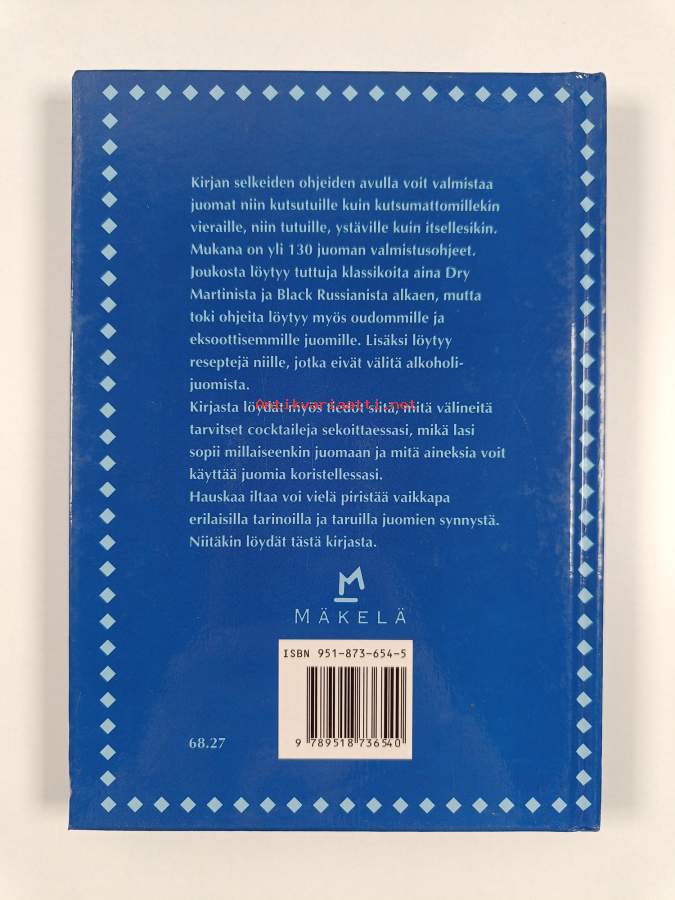 Kirjan selkeiden ohjeiden avulla voit valmistaa
juomat niin kutsutuille kuin kutsumattomillekin
vieraille, niin tutuille, ystäville kuin itsellesikin.
Mukana on yli 130 juoman valmistusohjeet.
Joukosta löytyy tuttuja klassikoita aina Dry
Martinista ja Black Russianista alkaen, mutta
toki ohjeita löytyy myös oudommille ja
eksoottisemmille juomille. Lisäksi löytyy
reseptejä niille, jotka eivät välitä alkoholi-
juomista.
Antikvariaatti.net
Kirjasta löydät myös tiedot siitä, mitä välineitä
tarvitset cocktaileja sekoittaessasi, mikä lasi
sopii millaiseenkin juomaan ja mitä aineksia voit
käyttää juomia koristellessasi.
Hauskaa iltaa voi vielä piristää vaikkapa
erilaisilla tarinoilla ja taruilla juomien synnystä.
Niitäkin löydät tästä kirjasta.
M
MÄKELÄ
ISBN 951-873-654-5
9 789518 736540
68.27